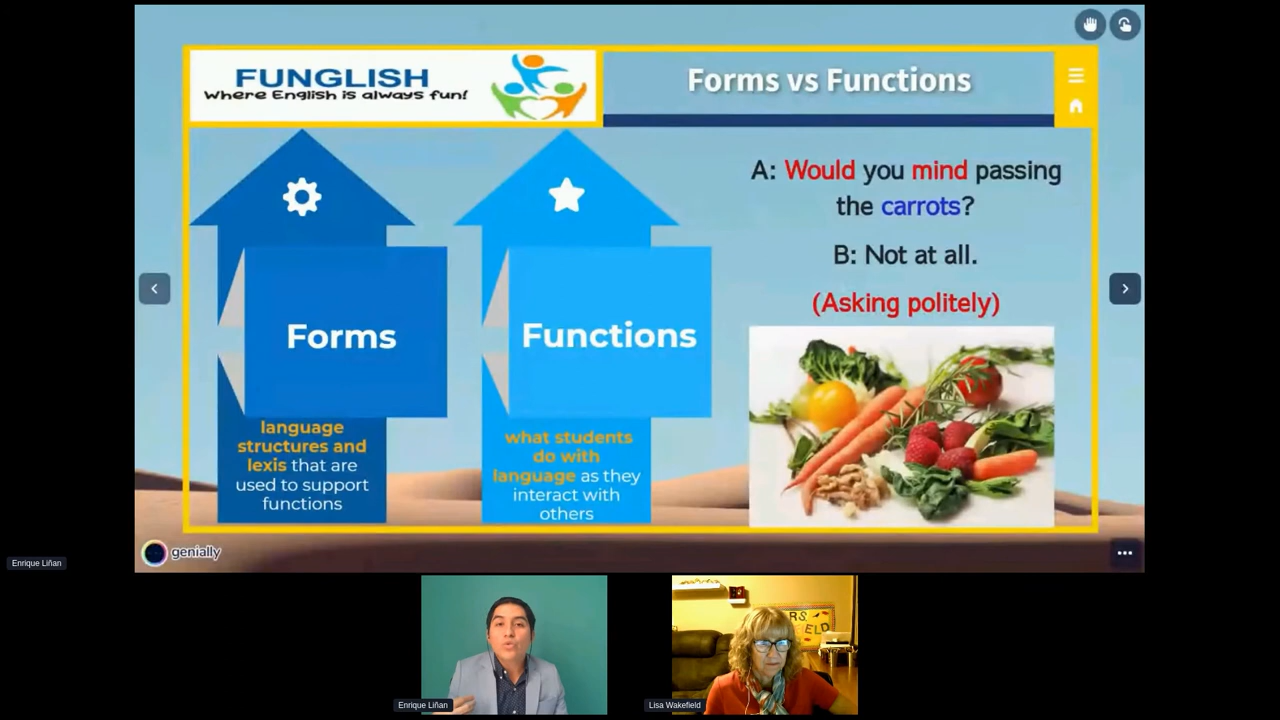 FUNGLISH
Where English is always fun!
Forms vs Functions
A: Would you mind passing
the carrots?
B: Not at all.
(Asking politely)
Forms
Functions
language
structures and
lexis that are
used to support
functions
what students
do with
language as they
interact with
others
genially
Enrique Liñan
Enrique Liñan
Lisa Wakefield